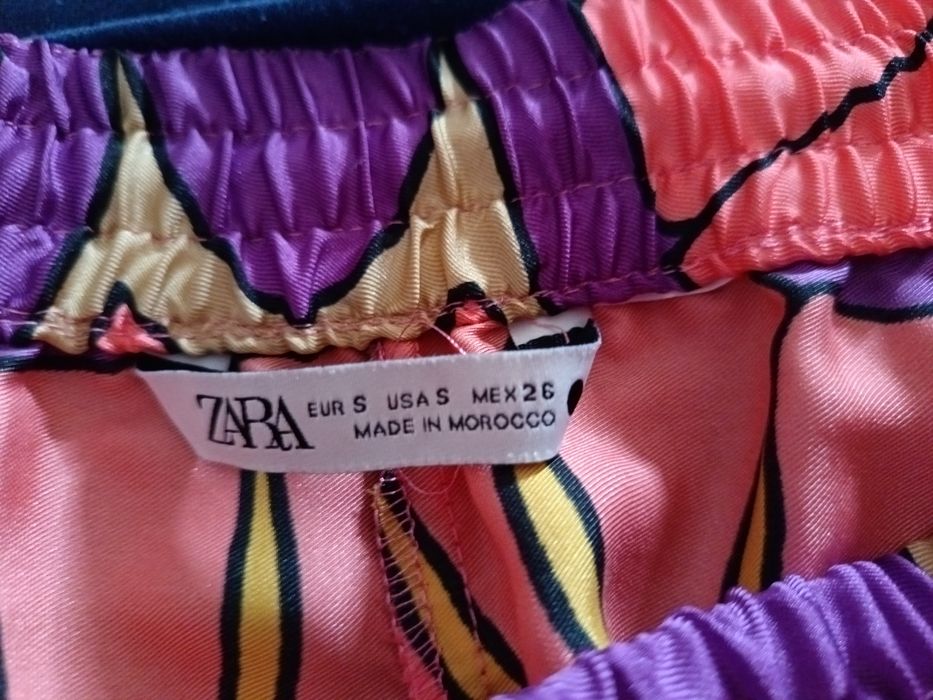 ZARA EUR S USA S MEX 26
MADE IN MOROCCO